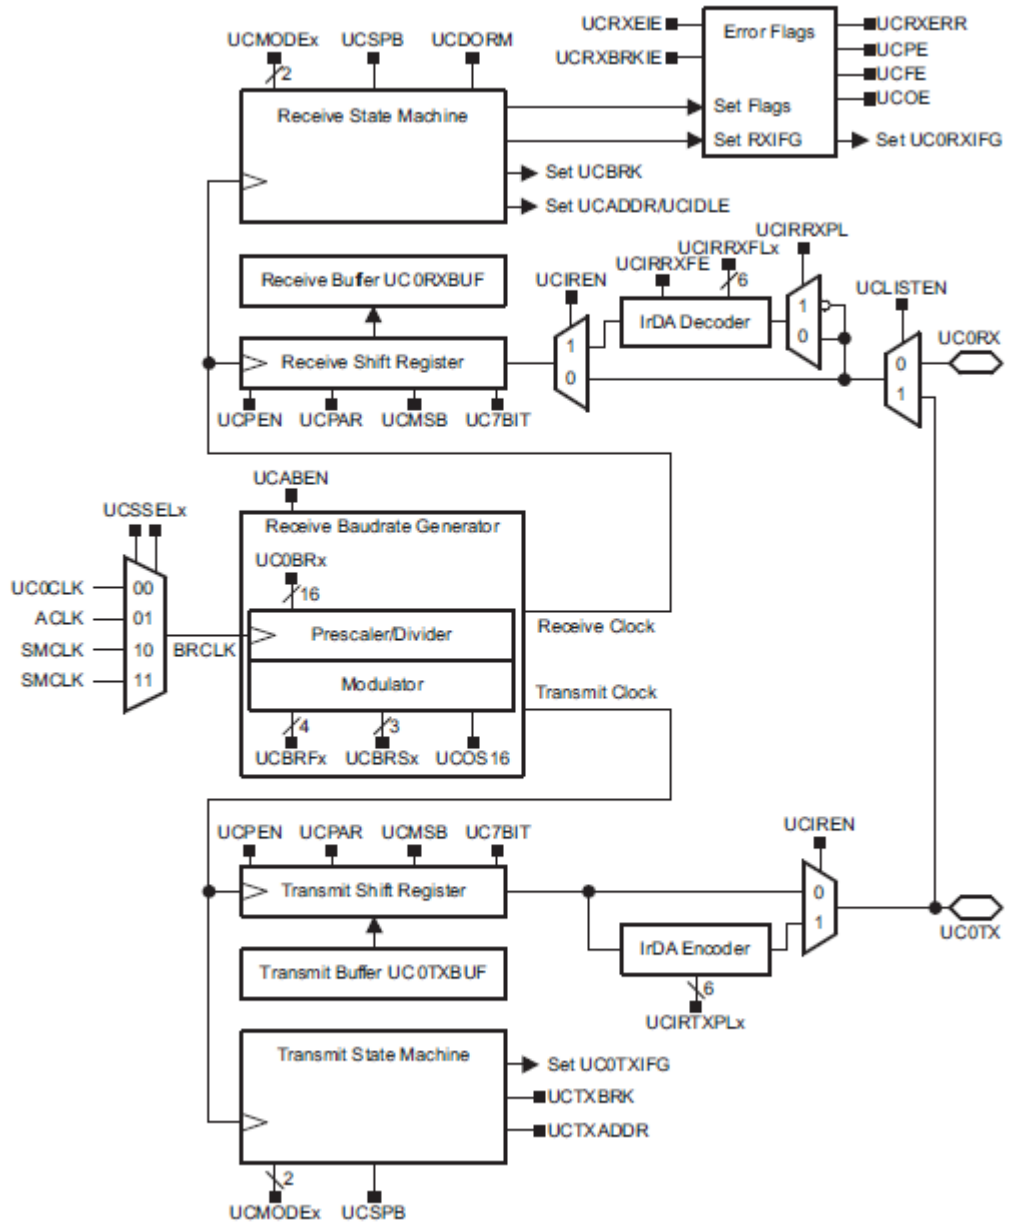 UCRXEIE
Error Flags
UCRXERR
UCMODEx
UCSPB
UCDORM
UCRXBRKIE
UCPE
UCFE
UCOE
2
Receive State Machine
Set Flags
Set RXIFG
Set UC0RXIFG
Set UCBRK
Set UCADDR/UCIDLE
UCIRRXPL
UCIRRXFLx
UCIRRXFE
Receive Buffer UC0RXBUF
UCIREN
6
UCLISTEN
IrDA Decoder
1
0
UC0RX
Receive Shift Register
1
0
0
1
UCPEN
UCPAR
UCMSB
UC7BIT
UCABEN
UCSSELx
Receive Baudrate Generator
UC0BRx
UC0CLK
00
16
ACLK
01
Prescaler/Divider
Receive Clock
SMCLK
10
BRCLK
SMCLK
11
Modulator
Transmit Clock
4
3
UCBRFx
UCBRSx
UCOS16
UCPEN
UCPAR
UCMSB
UC7BIT
UCIREN
Transmit Shift Register
0
1
UC0TX
IrDA Encoder
Transmit Buffer UC0TXBUF
6
UCIRTXPLx
Transmit State Machine
Set UC0TXIFG
UCTXBRK
UCTXADDR
2
UCMODEx
UCSPB